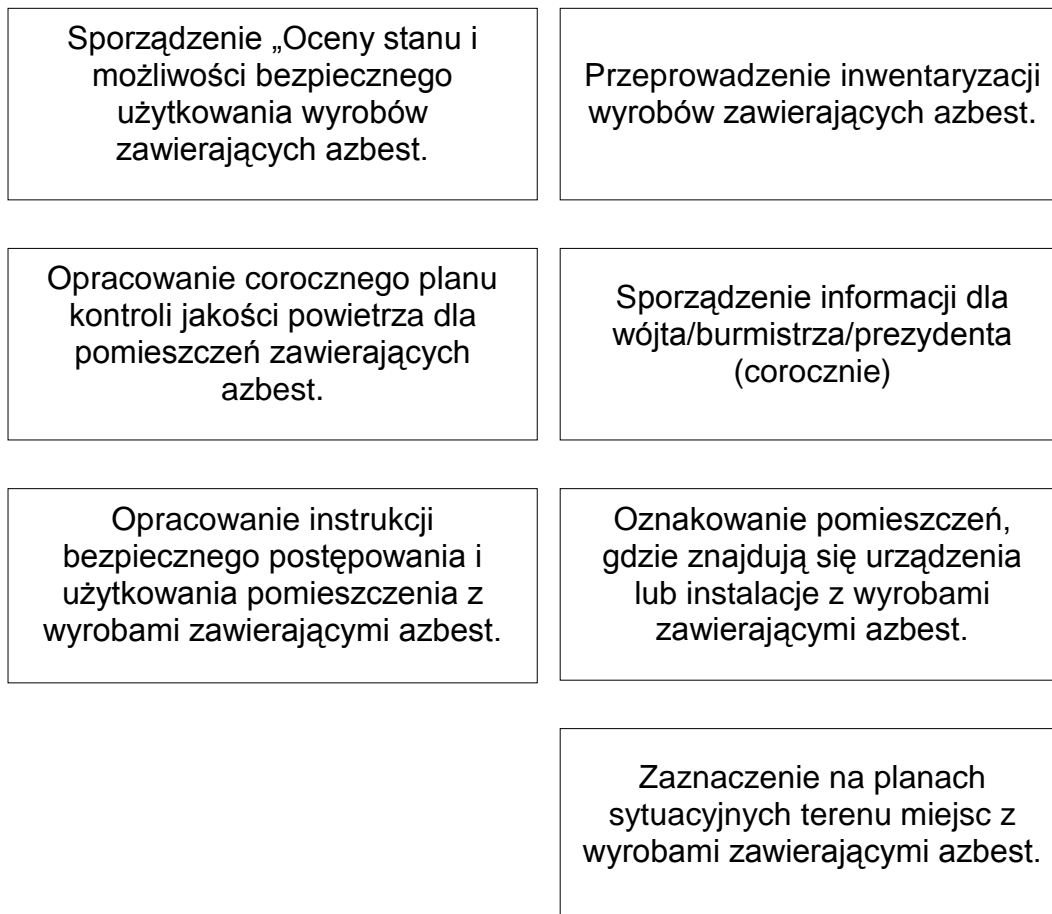 Sporządzenie „Oceny stanu i
możliwości bezpiecznego
użytkowania wyrobów
zawierających azbest.
Przeprowadzenie inwentaryzacji
wyrobów zawierających azbest.
Opracowanie corocznego planu
kontroli jakości powietrza dla
pomieszczeń zawierających
azbest.
Sporządzenie informacji dla
wójta/burmistrza/prezydenta
(corocznie)
Opracowanie instrukcji
bezpiecznego postępowania i
użytkowania pomieszczenia z
wyrobami zawierającymi azbest.
Oznakowanie pomieszczeń,
gdzie znajdują się urządzenia
lub instalacje z wyrobami
zawierającymi azbest.
Zaznaczenie na planach
sytuacyjnych terenu miejsc z
wyrobami zawierającymi azbest.